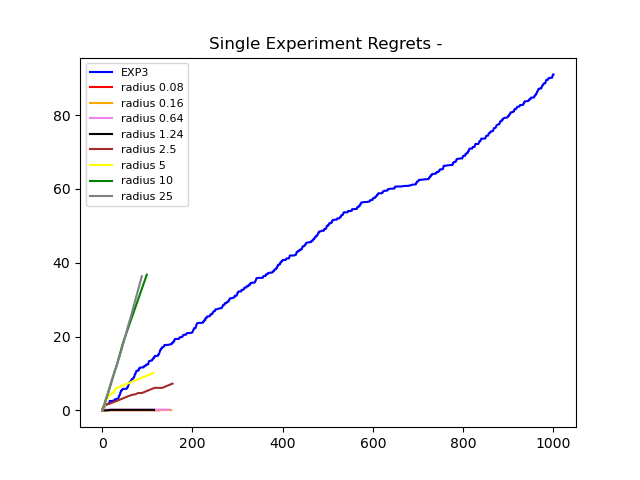 Single Experiment Regrets -
EXP3
radius 0.08
radius 0.16
radius 0.64
radius 1.24
radius 2.5
radius 5
radius 10
radius 25
80
60
40
20
0
0 200 400 600 800 1000